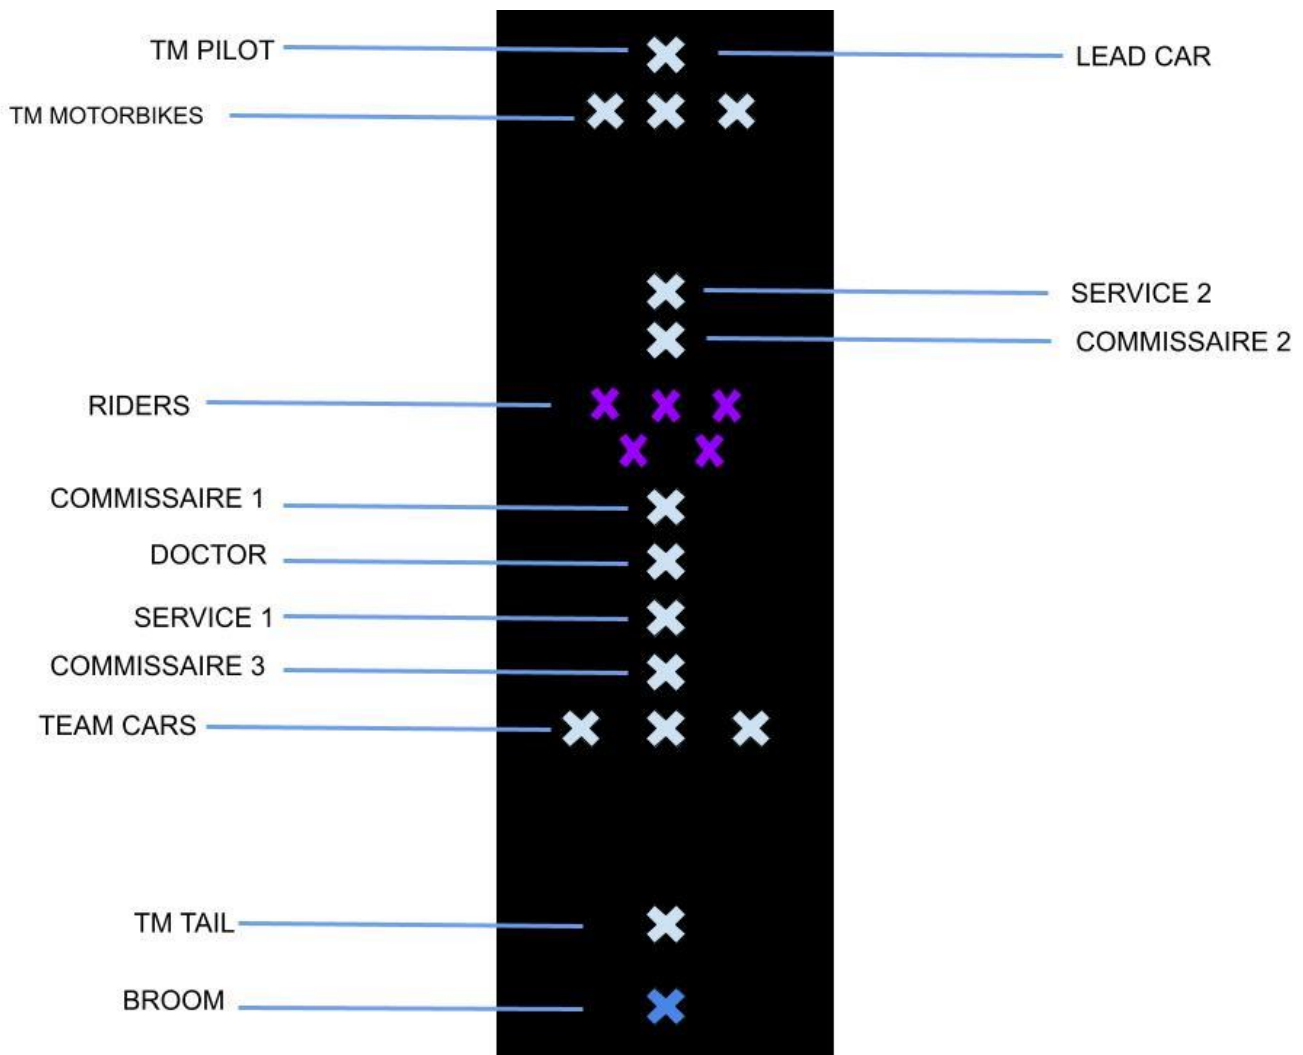 TM PILOT
LEAD CAR
TM MOTORBIKES
SERVICE 2
COMMISSAIRE 2
RIDERS
COMMISSAIRE 1
DOCTOR
SERVICE 1
COMMISSAIRE 3
TEAM CARS
TM TAIL
BROOM